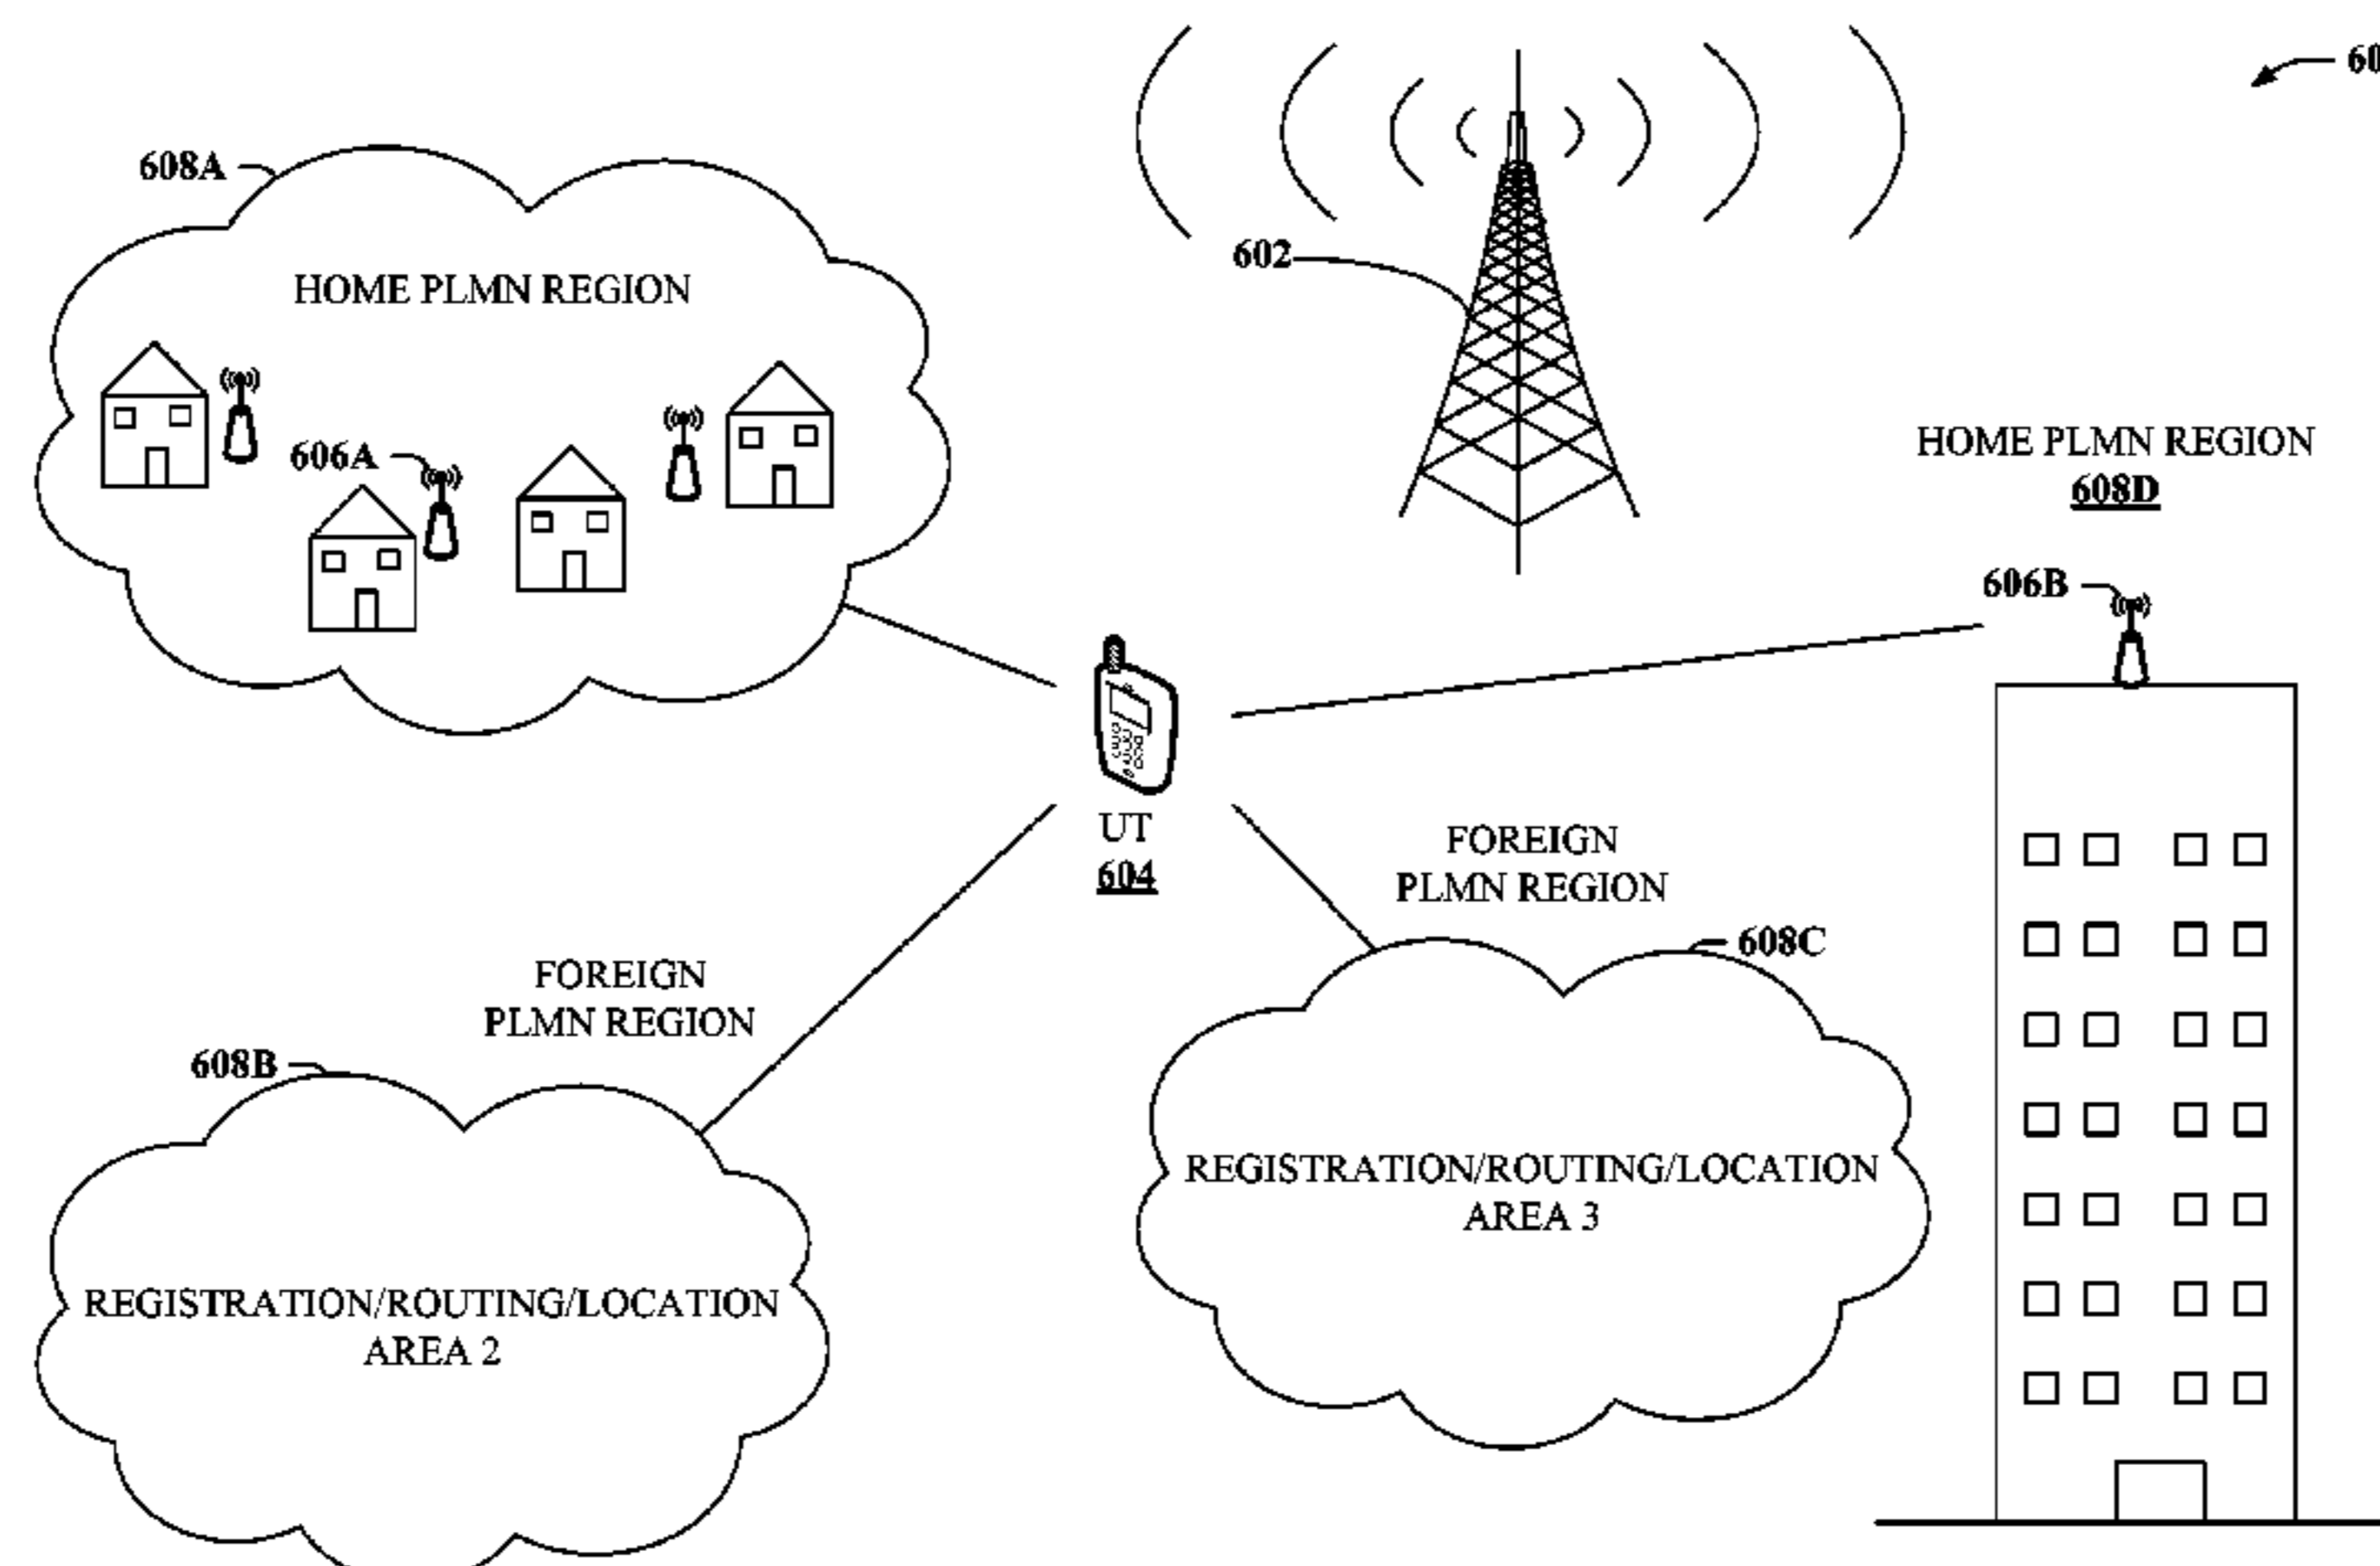 608A
HOME PLMN REGION
606A
602
HOME PLMN REGION
608D
606B
UT
604
FOREIGN
PLMN REGION
608C
REGISTRATION/ROUTING/LOCATION
AREA 3
FOREIGN
PLMN REGION
608B
REGISTRATION/ROUTING/LOCATION
AREA 2